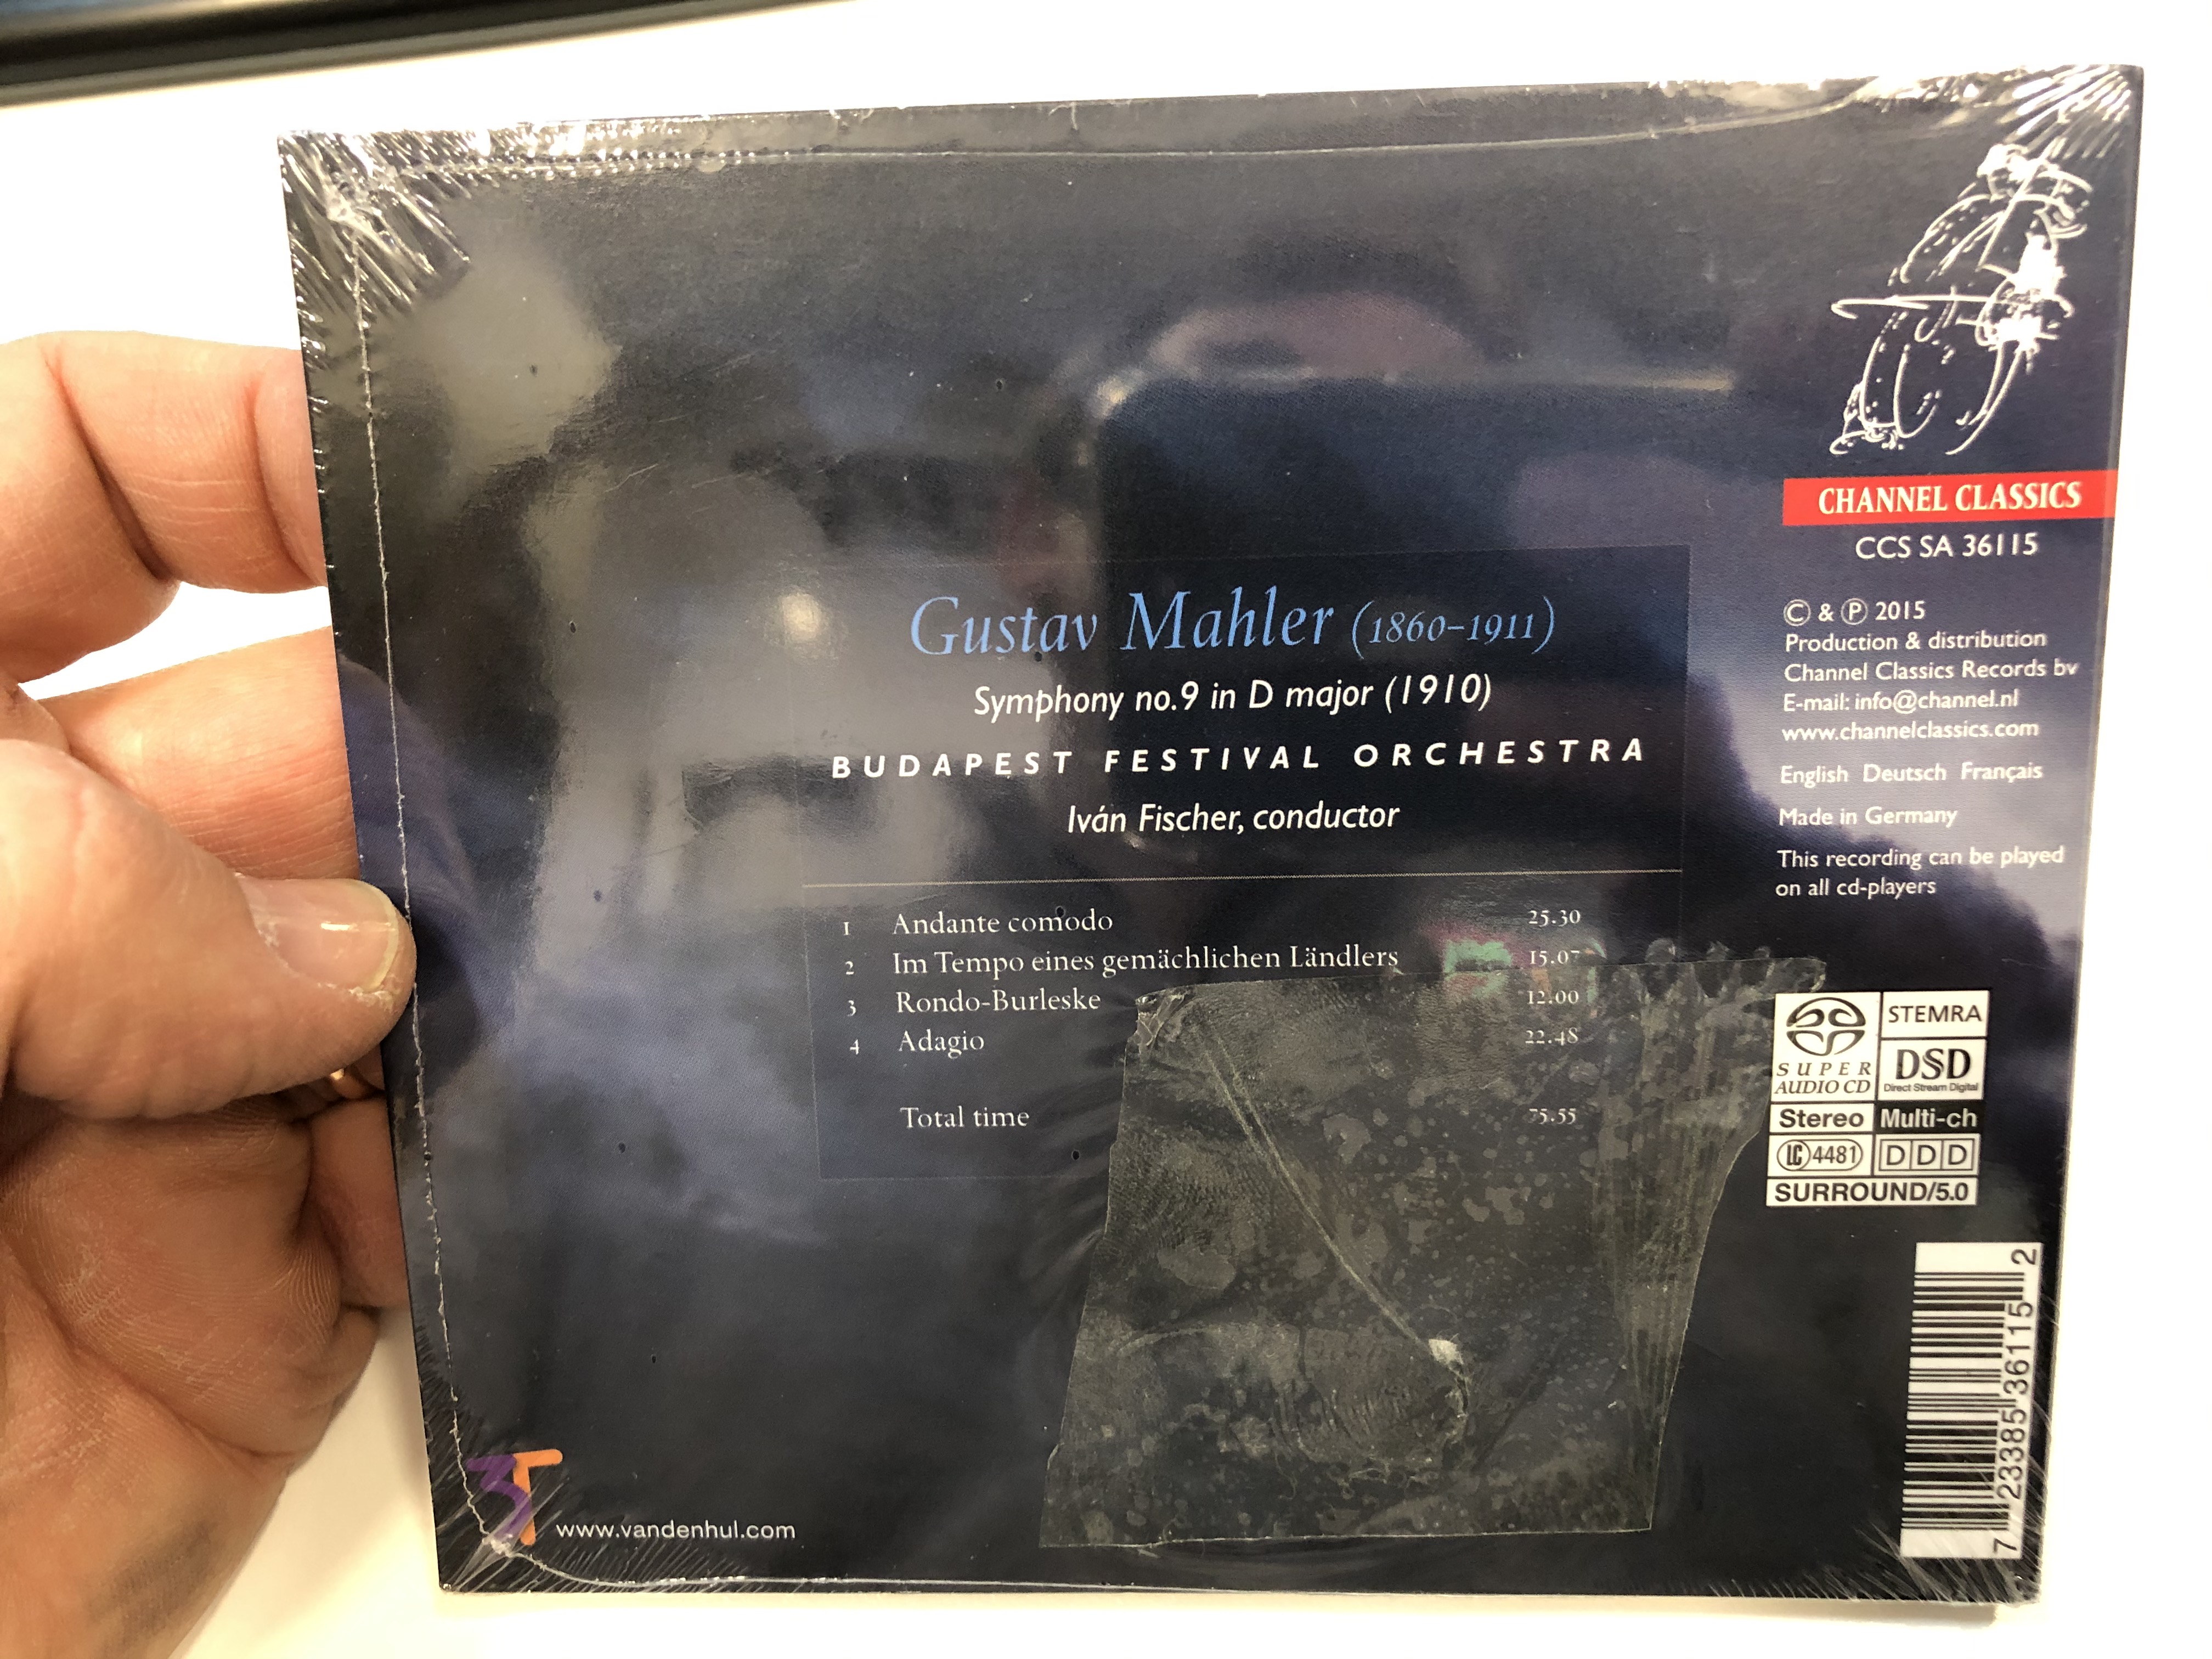 CHANNEL CLASSICS
CCS SA 36115
Ⓒ & Ⓟ 2015
Production & distribution
Channel Classics Records bv
E-mail: info@channel.nl
www.channelclassics.com
English Deutsch Français
Made in Germany
This recording can be played
on all cd-players
Gustav Mahler (1860–1911)
Symphony no.9 in D major (1910)
BUDAPEST FESTIVAL ORCHESTRA
Iván Fischer, conductor
1 Andante comodo 25.30
2 Im Tempo eines gemächlichen Ländlers 15.07
3 Rondo-Burleske 12.00
4 Adagio 22.48
Total time 75.55
SUPER AUDIO CD
STEMRA
DSD
Direct Stream Digital
Stereo Multi-ch
LC 4481 DDD
SURROUND/5.0
7 23385 36115 2
3T www.vandenhul.com